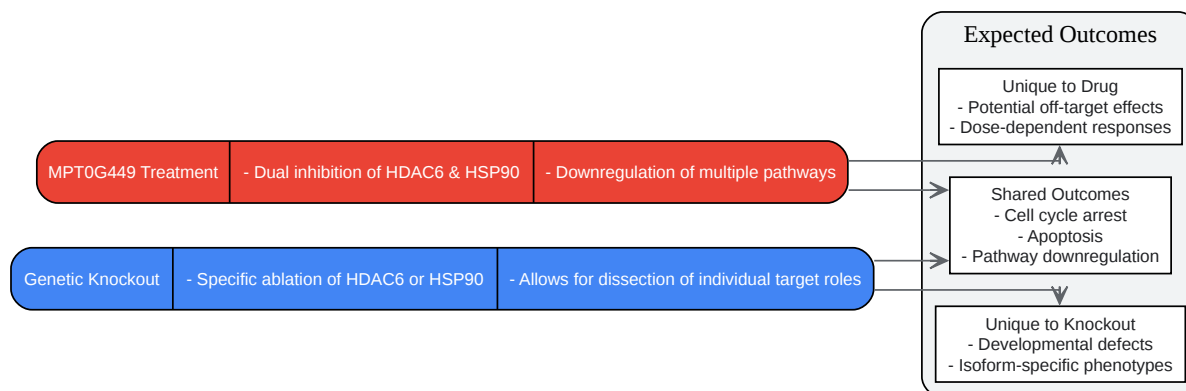 Expected Outcomes
Unique to Drug
- Potential off-target effects
- Dose-dependent responses
MPT0G449 Treatment
- Dual inhibition of HDAC6 & HSP90
- Downregulation of multiple pathways
Shared Outcomes
- Cell cycle arrest
- Apoptosis
- Pathway downregulation
Genetic Knockout
- Specific ablation of HDAC6 or HSP90
- Allows for dissection of individual target roles
Unique to Knockout
- Developmental defects
- Isoform-specific phenotypes